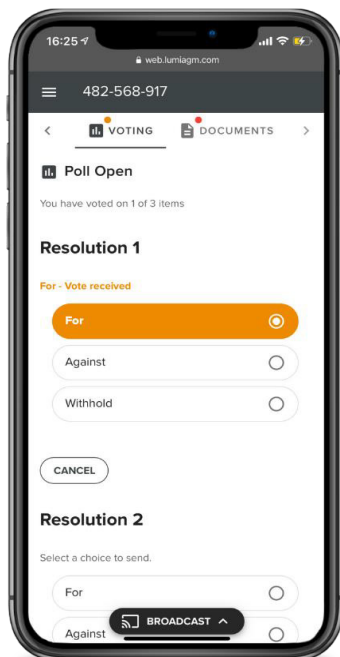 16:25
web.lumiagm.com
482-568-917
VOTING
DOCUMENTS
Poll Open
You have voted on 1 of 3 items
Resolution 1
For - Vote received
For
Against
Withhold
CANCEL
Resolution 2
Select a choice to send.
For
BROADCAST
Against